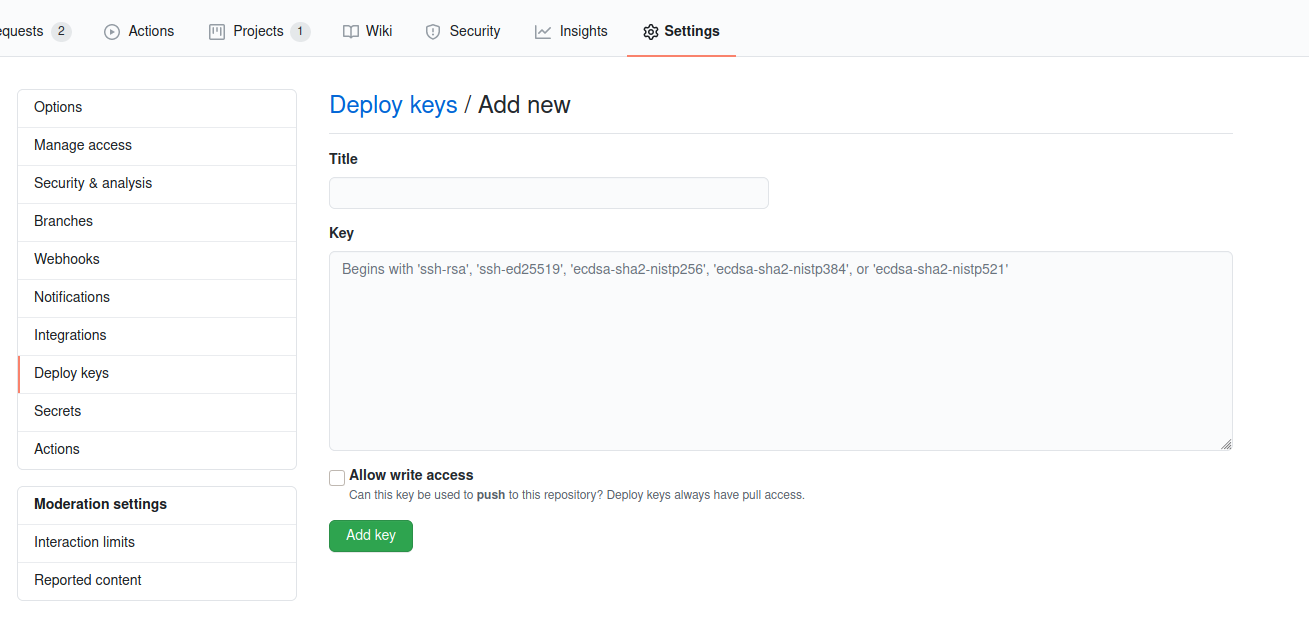 2 Actions Projects 1 Wiki Security Insights Settings
Options
Manage access
Security & analysis
Branches
Webhooks
Notifications
Integrations
Deploy keys
Secrets
Actions
Moderation settings
Interaction limits
Reported content
Deploy keys / Add new
Title
Key
Begins with 'ssh-rsa', 'ssh-ed25519', 'ecdsa-sha2-nistp256', 'ecdsa-sha2-nistp384', or 'ecdsa-sha2-nistp521'
Allow write access
Can this key be used to push to this repository? Deploy keys always have pull access.
Add key